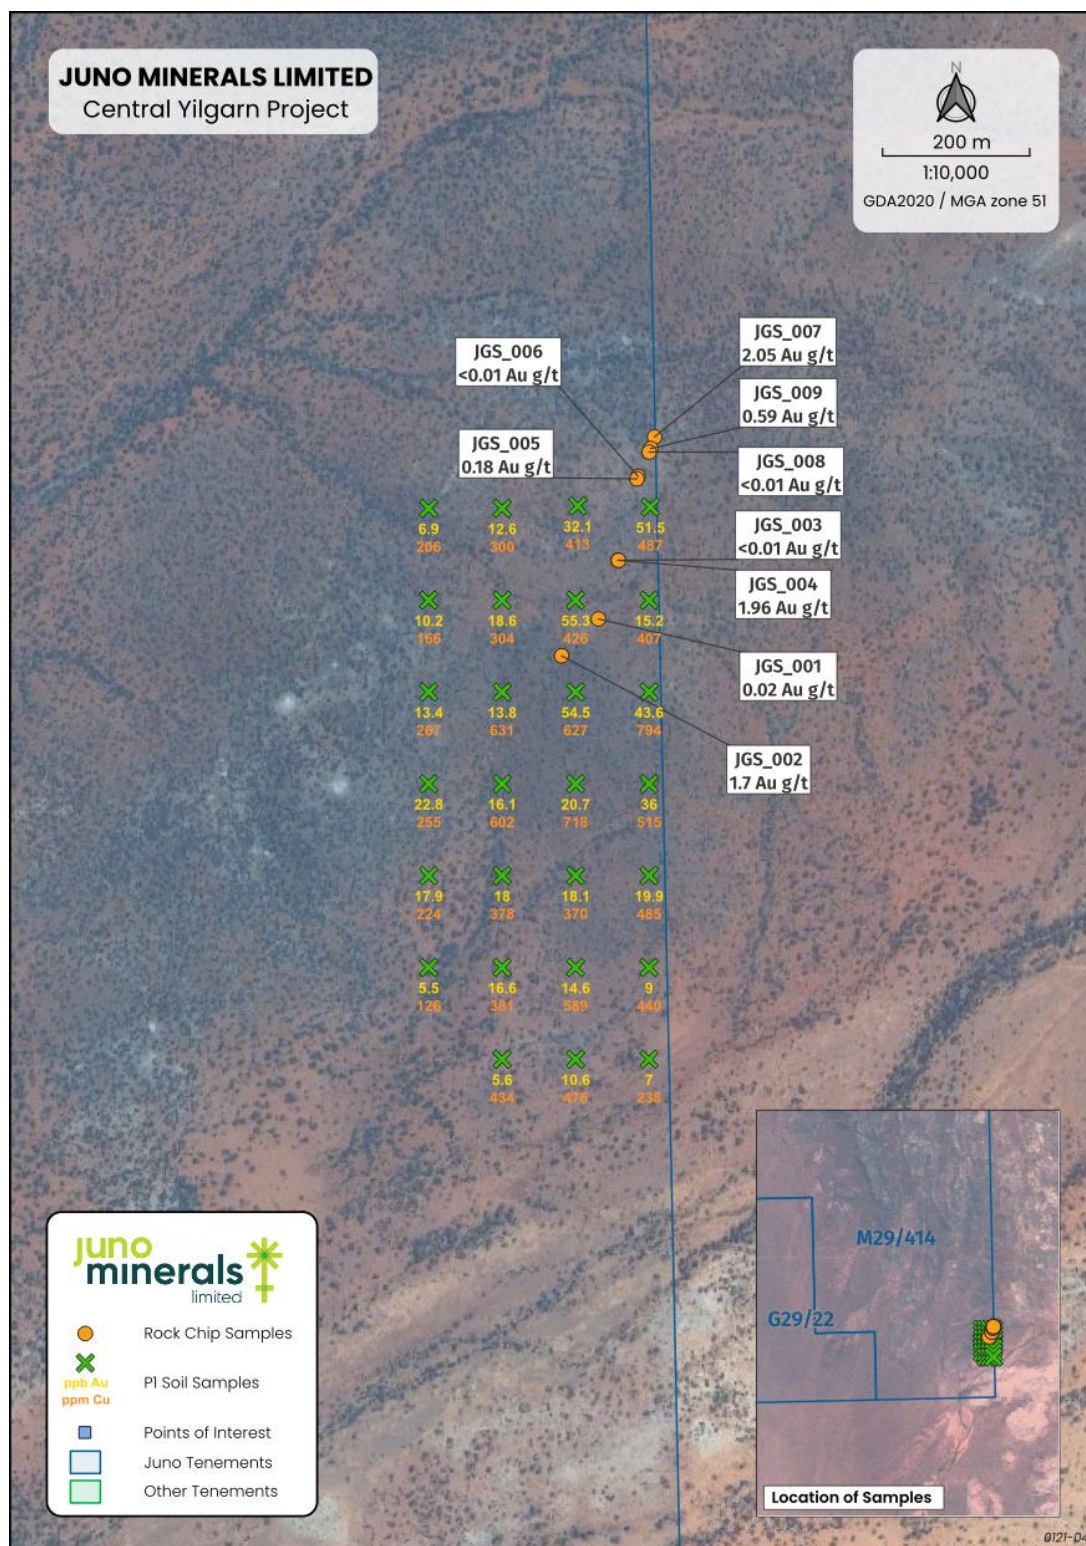 JUNO MINERALS LIMITED
Central Yilgarn Project
N
200 m
1:10,000
GDA2020 / MGA zone 51
JGS_006
<0.01 Au g/t
JGS_007
2.05 Au g/t
JGS_009
0.59 Au g/t
JGS_005
0.18 Au g/t
JGS_008
<0.01 Au g/t
JGS_003
<0.01 Au g/t
JGS_004
1.96 Au g/t
JGS_001
0.02 Au g/t
JGS_002
1.7 Au g/t
6.9 12.6 32.1 51.5
206 300 413 487
10.2 18.6 55.3 15.2
166 304 426 407
13.4 13.8 54.5 43.6
267 631 627 794
22.8 16.1 20.7 36
255 602 718 515
17.9 18 18.1 19.9
224 378 370 485
5.5 16.6 14.6 9
126 381 589 440
5.6 10.6 7
434 476 238
juno
minerals
limited
Rock Chip Samples
P1 Soil Samples
ppb Au
ppm Cu
Points of Interest
Juno Tenements
Other Tenements
M29/414
G29/22
Location of Samples